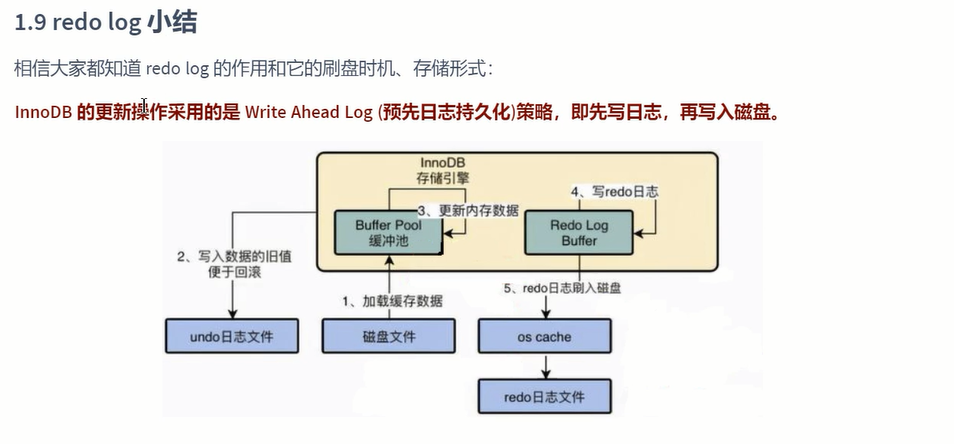 1.9 redo log 小结
相信大家都知道 redo log 的作用和它的刷盘时机、存储形式：
InnoDB 的更新操作采用的是 Write Ahead Log (预先日志持久化)策略，即先写日志，再写入磁盘。
InnoDB
存储引擎
4、写redo日志
3、更新内存数据
Buffer Pool
缓冲池
Redo Log
Buffer
2、写入数据的旧值
便于回滚
5、redo日志刷入磁盘
1、加载缓存数据
undo日志文件
磁盘文件
os cache
redo日志文件